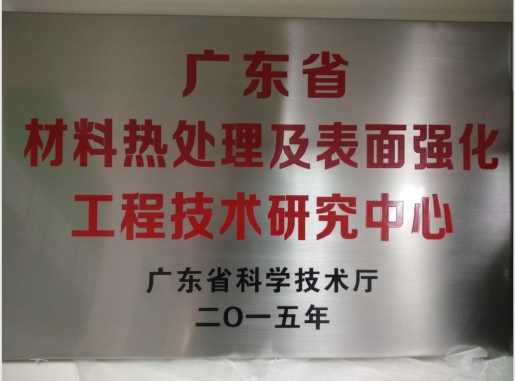 广东省
材料热处理及表面强化
工程技术研究中心
广东省科学技术厅
二〇一五年